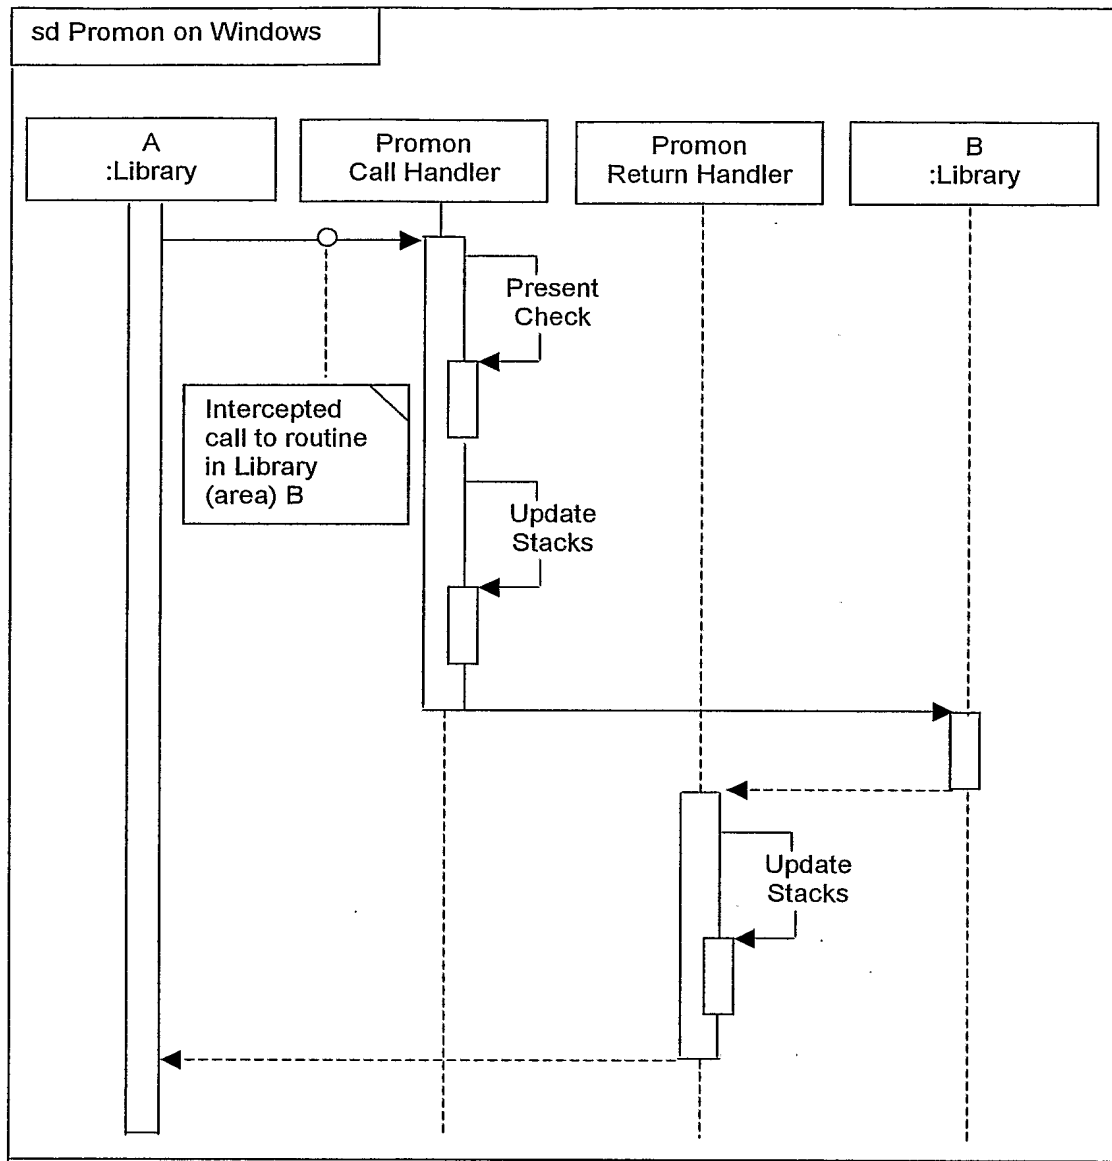 sd Promon on Windows
A
:Library
Promon
Call Handler
Promon
Return Handler
B
:Library
Present
Check
Intercepted
call to routine
in Library
(area) B
Update
Stacks
Update
Stacks